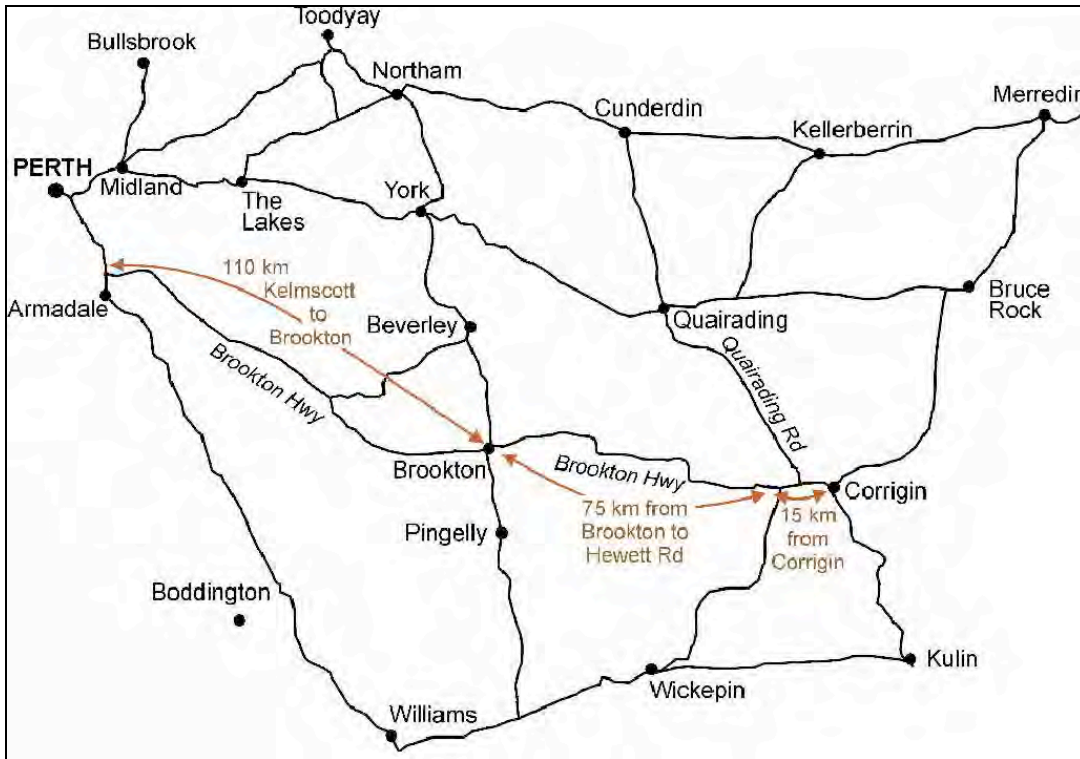 Toodyay
Bullsbrook
Northam
Merredin
Cunderdin
Kellerberrin
PERTH
Midland
The
Lakes
York
110 km
Kelmscott
to
Brookton
Armadale
Beverley
Quairading
Bruce
Rock
Brookton Hwy
Quairading Rd
Brookton
Brookton Hwy
Corrigin
75 km from
Brookton to
Hewett Rd
15 km
from
Corrigin
Pingelly
Boddington
Kulin
Wickepin
Williams